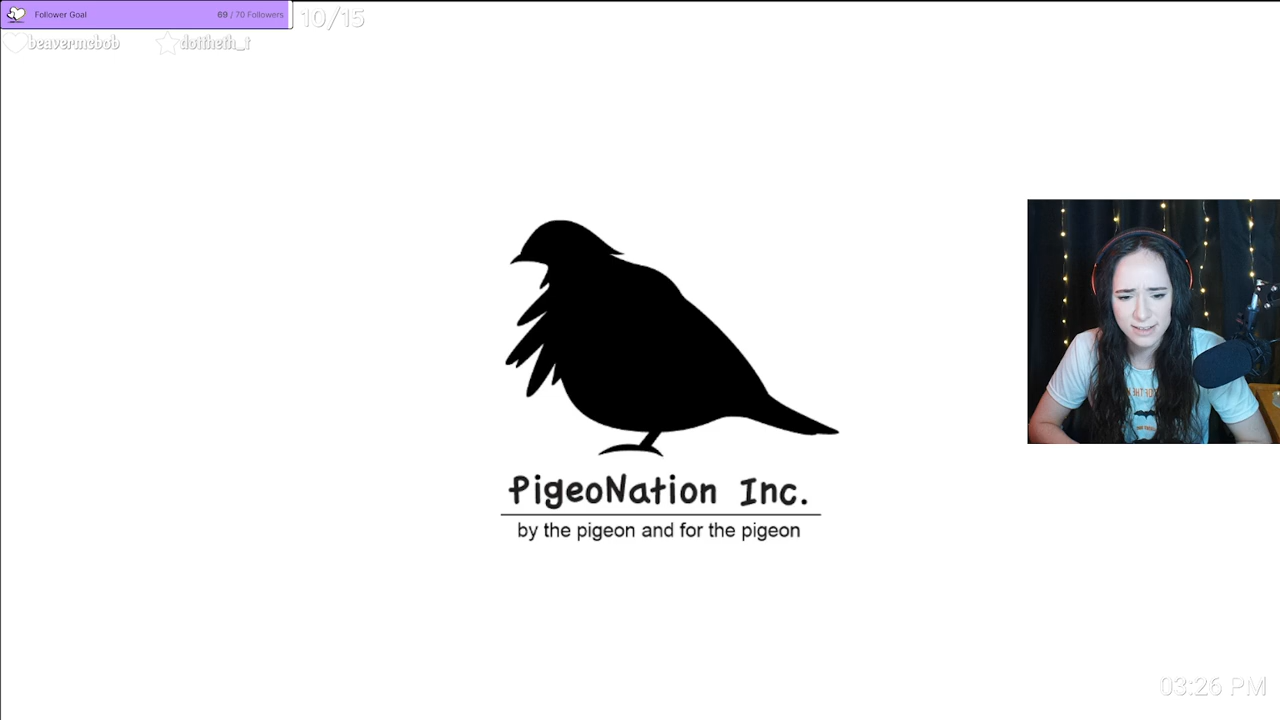 Follower Goal 69 / 70 Followers 10/15
beavermcbob dottheth_t
PigeoNation Inc.
by the pigeon and for the pigeon
03:26 PM